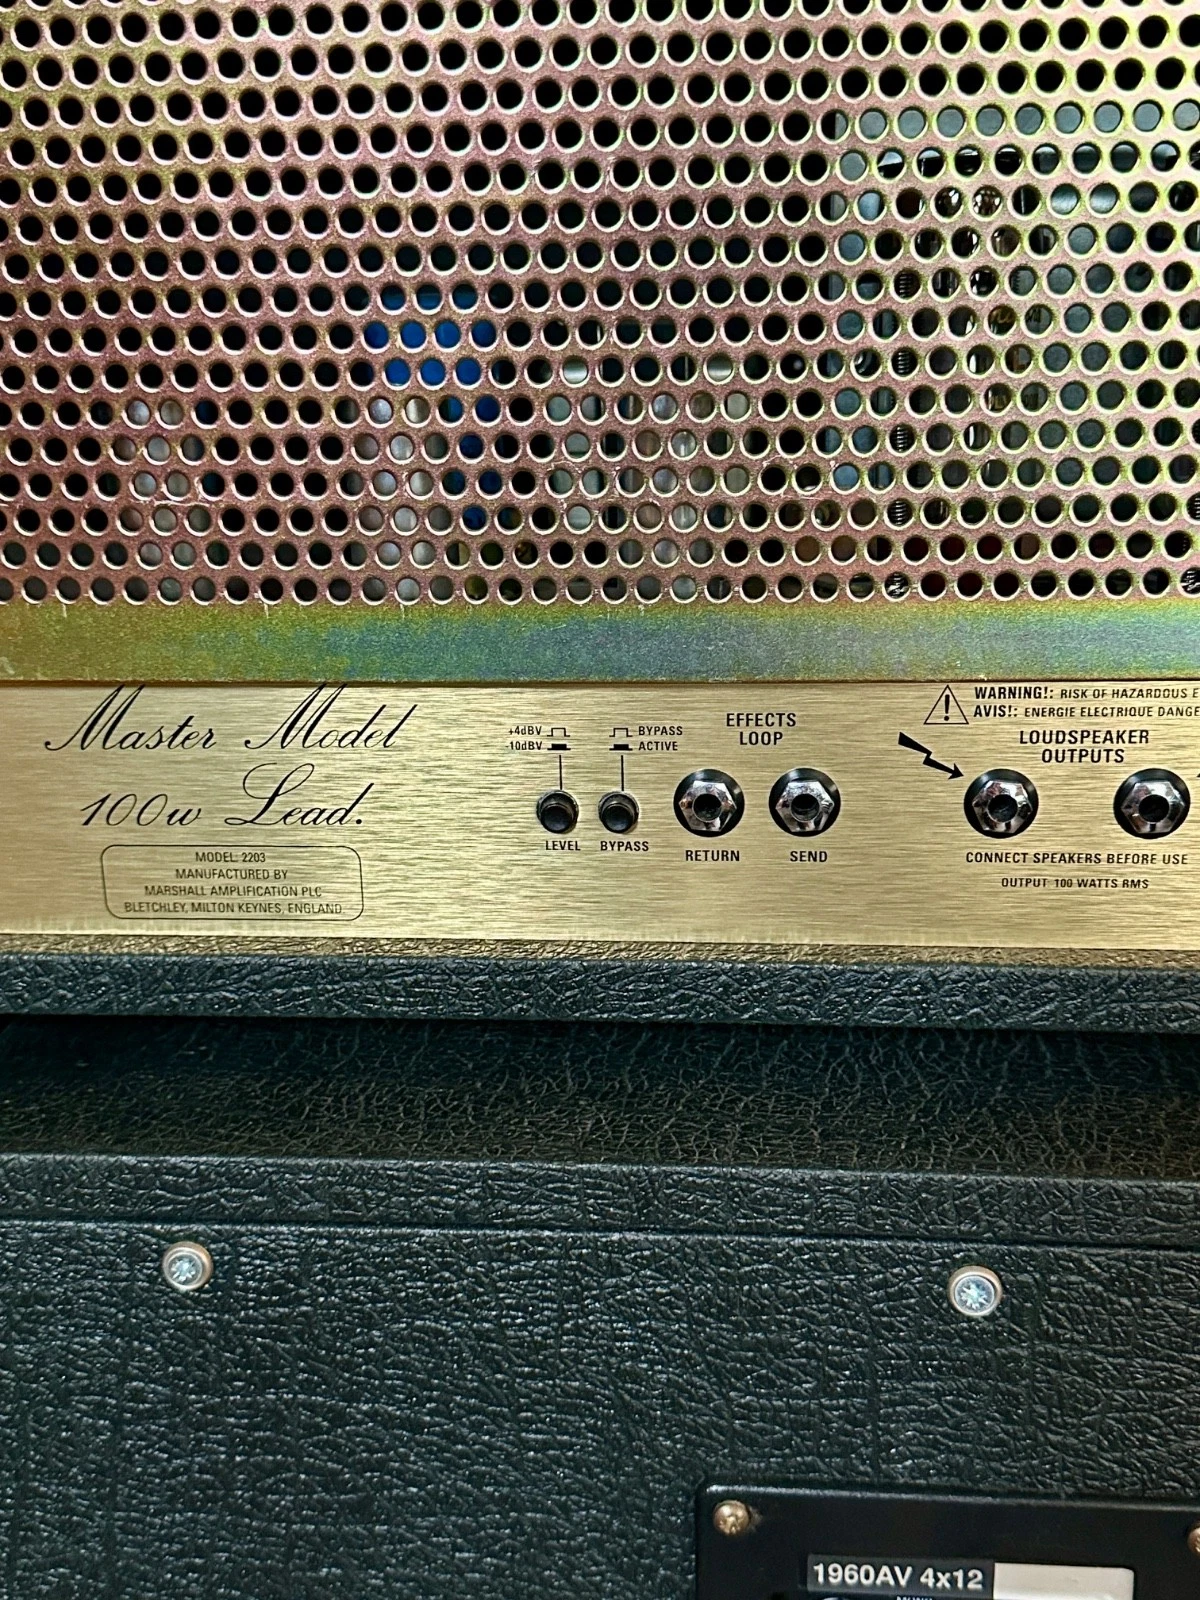 Master Model
100w Lead.
MODEL 2203
MANUFACTURED BY
MARSHALL AMPLIFICATION PLC
BLETCHLEY, MILTON KEYNES, ENGLAND
+4dBV
-10dBV
BYPASS
ACTIVE
LEVEL
BYPASS
EFFECTS
LOOP
RETURN
SEND
WARNING!: RISK OF HAZARDOUS
AVIS!: ENERGIE ELECTRIQUE
LOUDSPEAKER
OUTPUTS
CONNECT SPEAKERS BEFORE USE
OUTPUT 100 WATTS RMS
1960AV 4x12